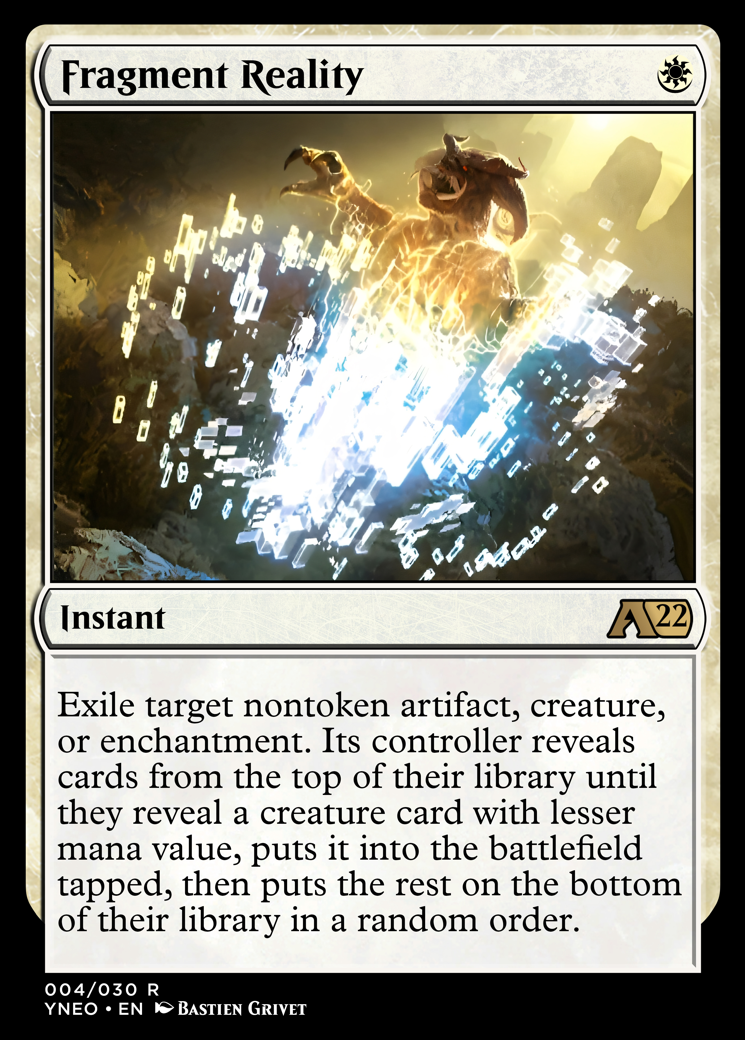 Fragment Reality
Instant
A22
Exile target nontoken artifact, creature,
or enchantment. Its controller reveals
cards from the top of their library until
they reveal a creature card with lesser
mana value, puts it into the battlefield
tapped, then puts the rest on the bottom
of their library in a random order.
004/030 R
YNEO • EN BASTIEN GRIVET